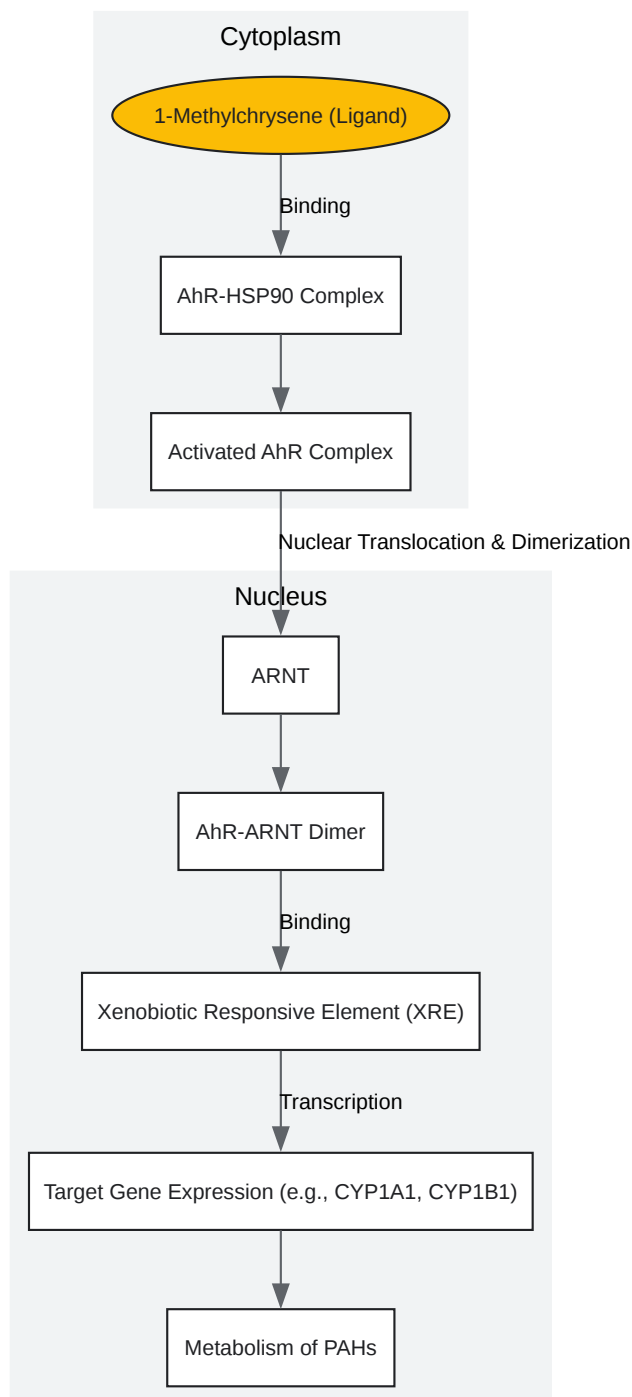 Cytoplasm
1-Methylchrysene (Ligand)
Binding
AhR-HSP90 Complex
Activated AhR Complex
Nuclear Translocation & Dimerization
Nucleus
ARNT
AhR-ARNT Dimer
Binding
Xenobiotic Responsive Element (XRE)
Transcription
Target Gene Expression (e.g., CYP1A1, CYP1B1)
Metabolism of PAHs